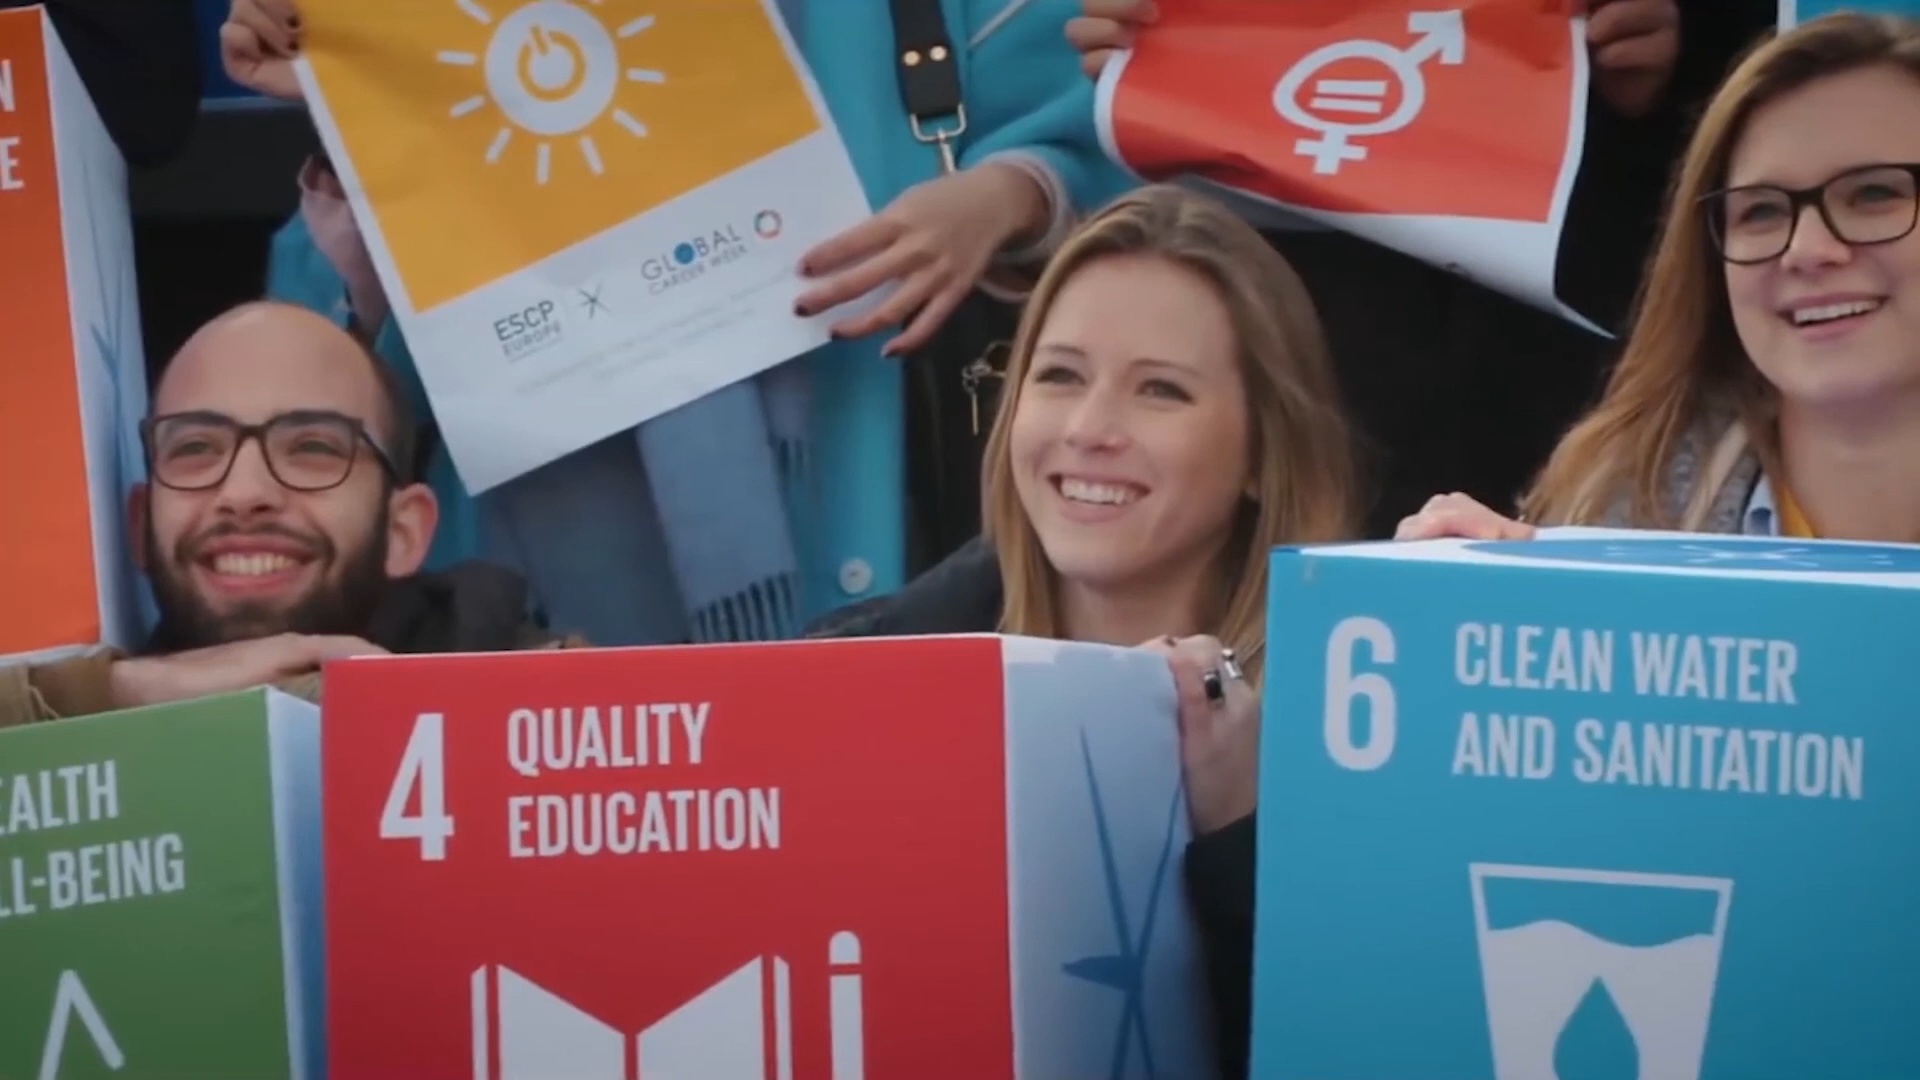 N
E
GLOBAL
CAREER WEEK
ESCP
EUROPE
EALTH
LL-BEING
4
QUALITY
EDUCATION
6
CLEAN WATER
AND SANITATION